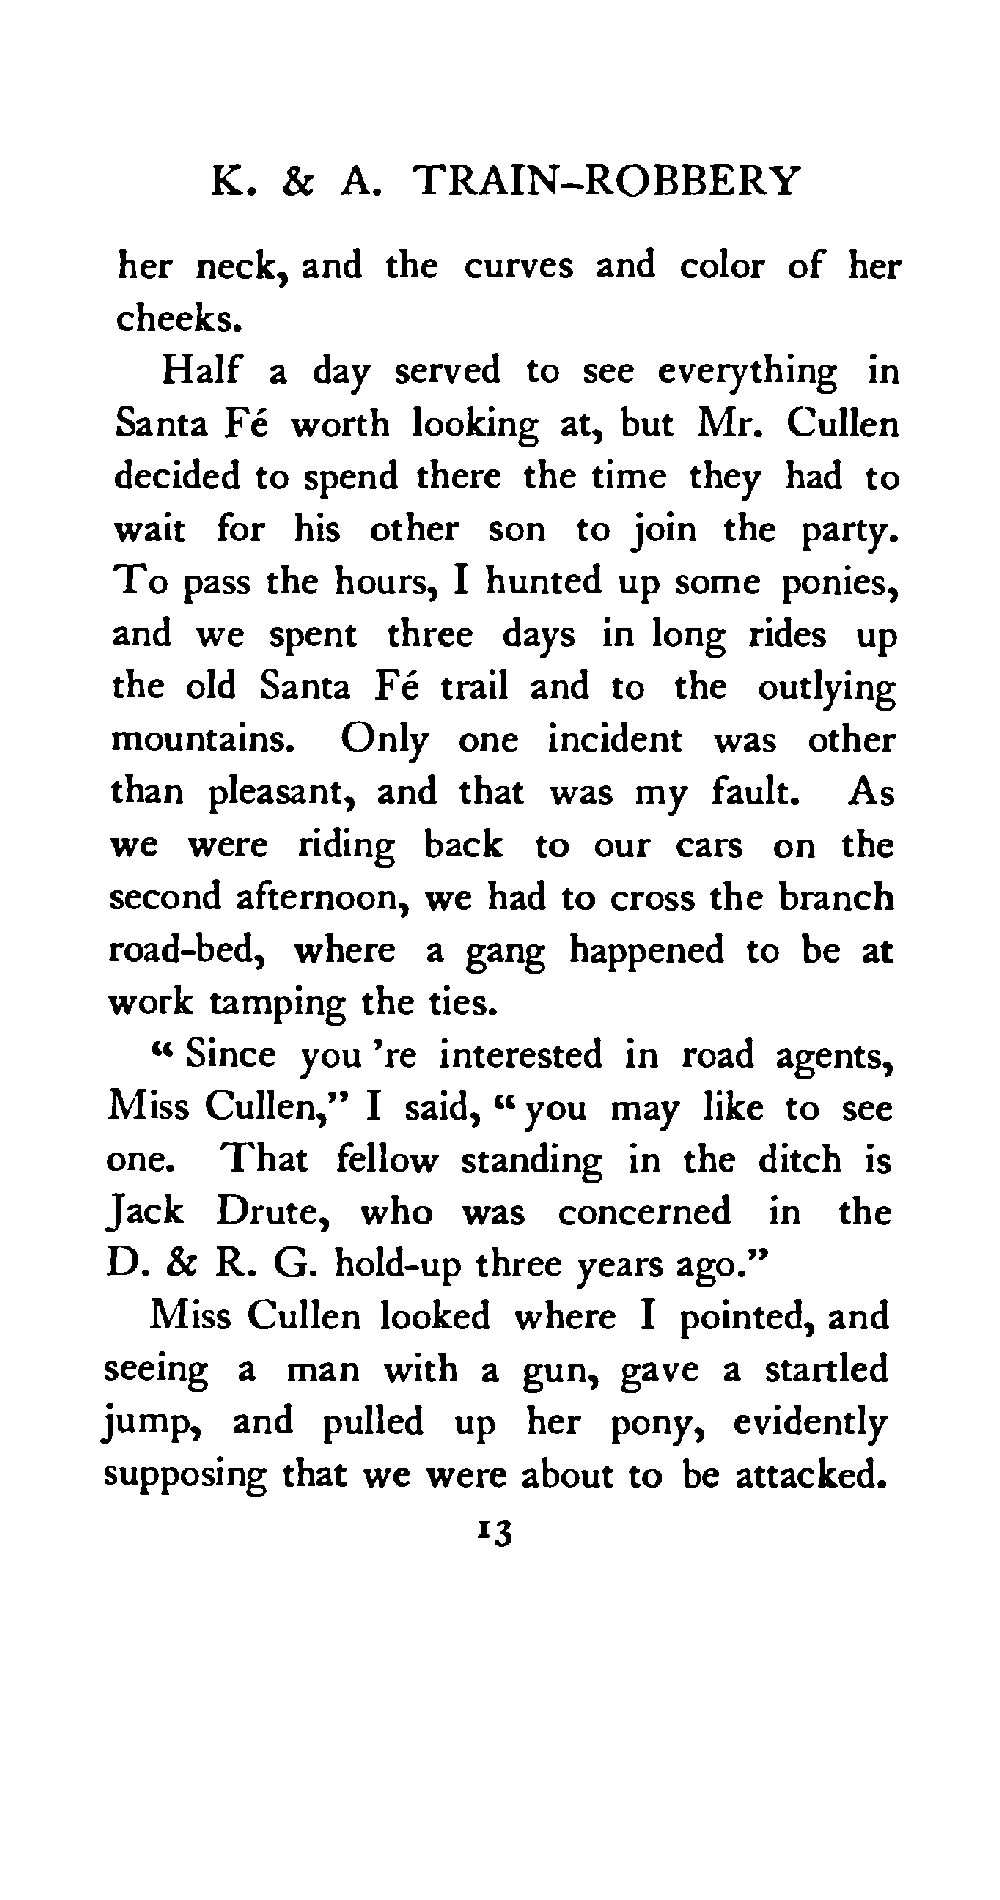 K. & A. TRAIN-ROBBERY
her neck, and the curves and color of her
cheeks.
Half a day served to see everything in
Santa Fé worth looking at, but Mr. Cullen
decided to spend there the time they had to
wait for his other son to join the party.
To pass the hours, I hunted up some ponies,
and we spent three days in long rides up
the old Santa Fé trail and to the outlying
mountains. Only one incident was other
than pleasant, and that was my fault. As
we were riding back to our cars on the
second afternoon, we had to cross the branch
road-bed, where a gang happened to be at
work tamping the ties.
“ Since you ’re interested in road agents,
Miss Cullen,” I said, “ you may like to see
one. That fellow standing in the ditch is
Jack Drute, who was concerned in the
D. & R. G. hold-up three years ago.”
Miss Cullen looked where I pointed, and
seeing a man with a gun, gave a startled
jump, and pulled up her pony, evidently
supposing that we were about to be attacked.
13